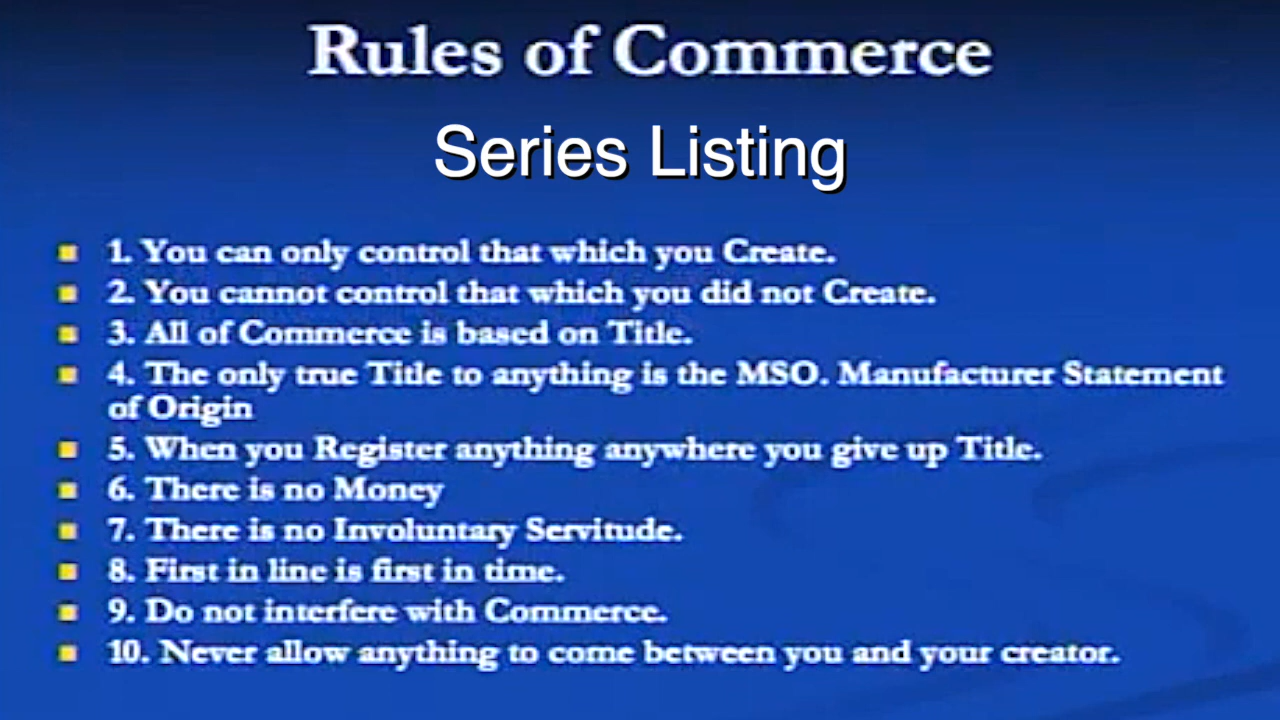 Rules of Commerce
Series Listing
1. You can only control that which you Create.
2. You cannot control that which you did not Create.
3. All of Commerce is based on Title.
4. The only true Title to anything is the MSO. Manufacturer Statement
of Origin
5. When you Register anything anywhere you give up Title.
6. There is no Money
7. There is no Involuntary Servitude.
8. First in line is first in time.
9. Do not interfere with Commerce.
10. Never allow anything to come between you and your creator.